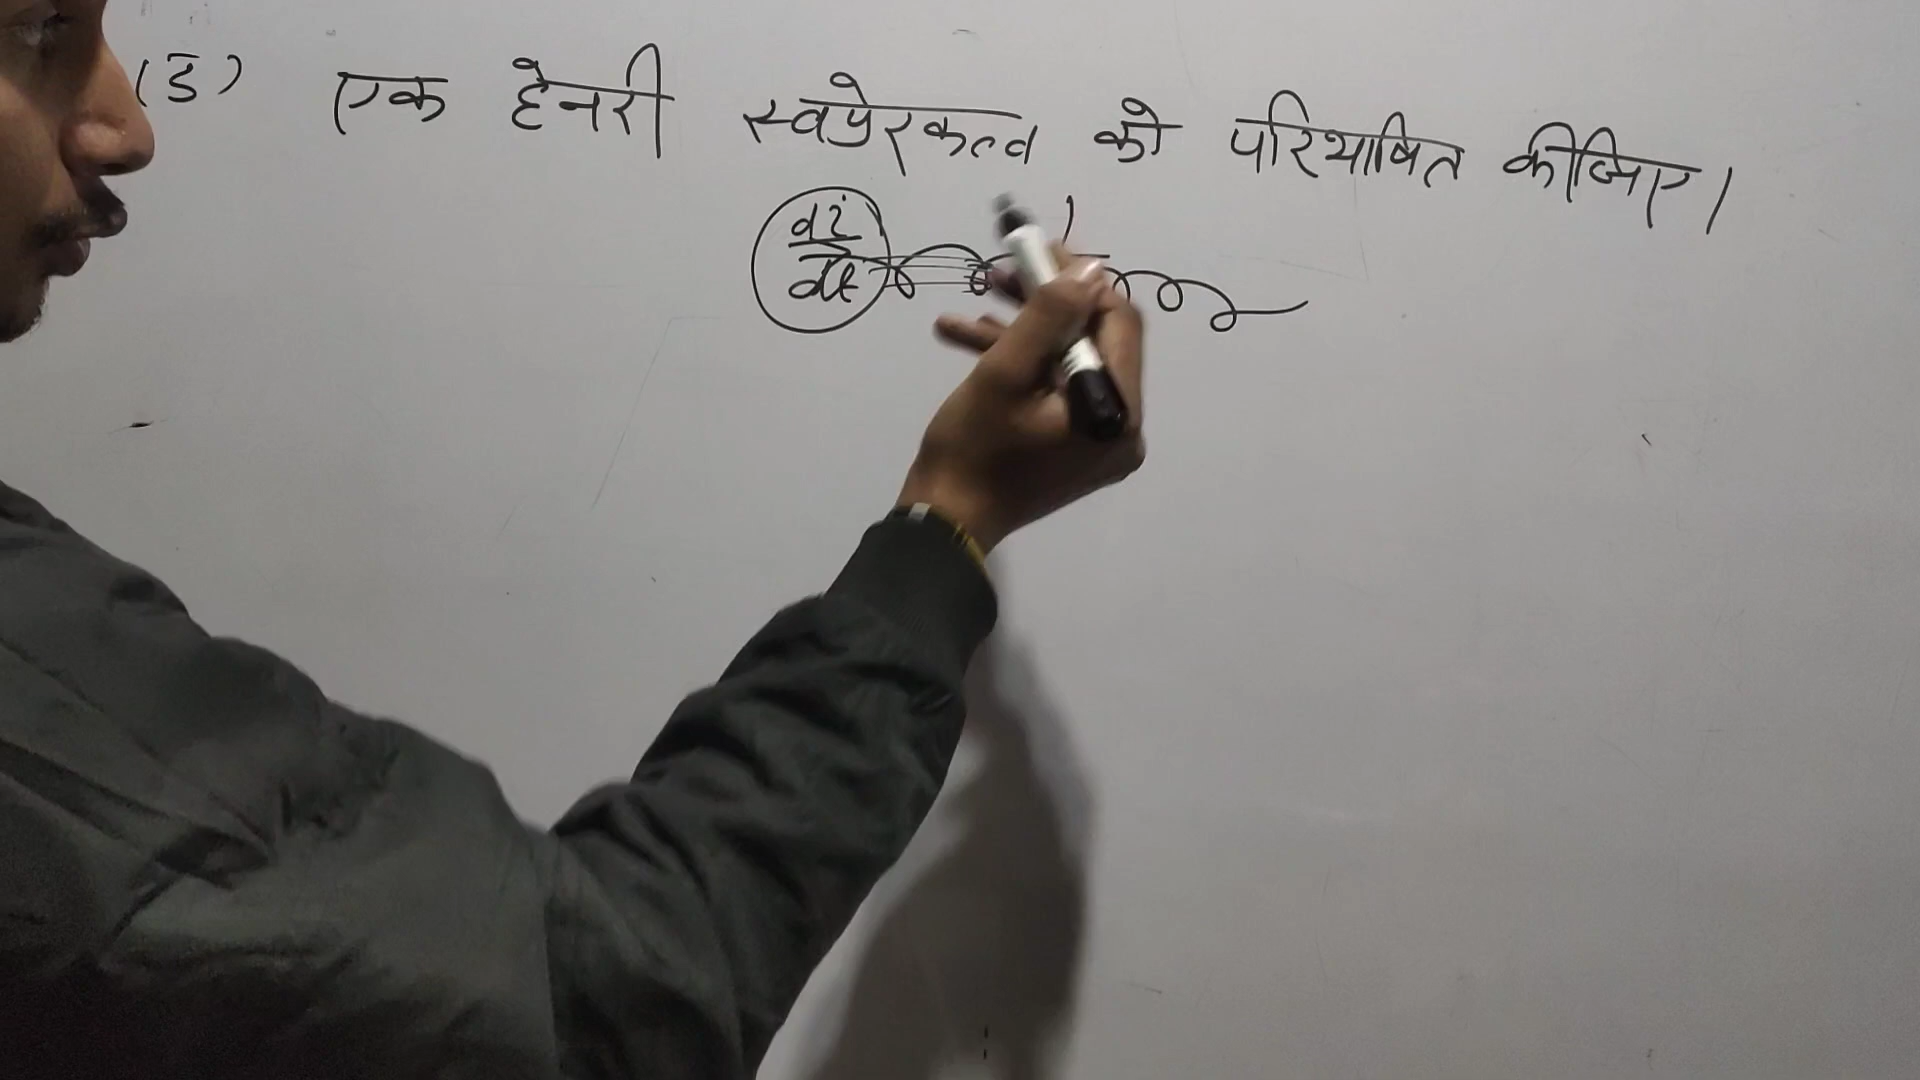 (इ) एक हेनरी स्वप्रेरकत्व को परिभाषित कीजिए।
di
dt